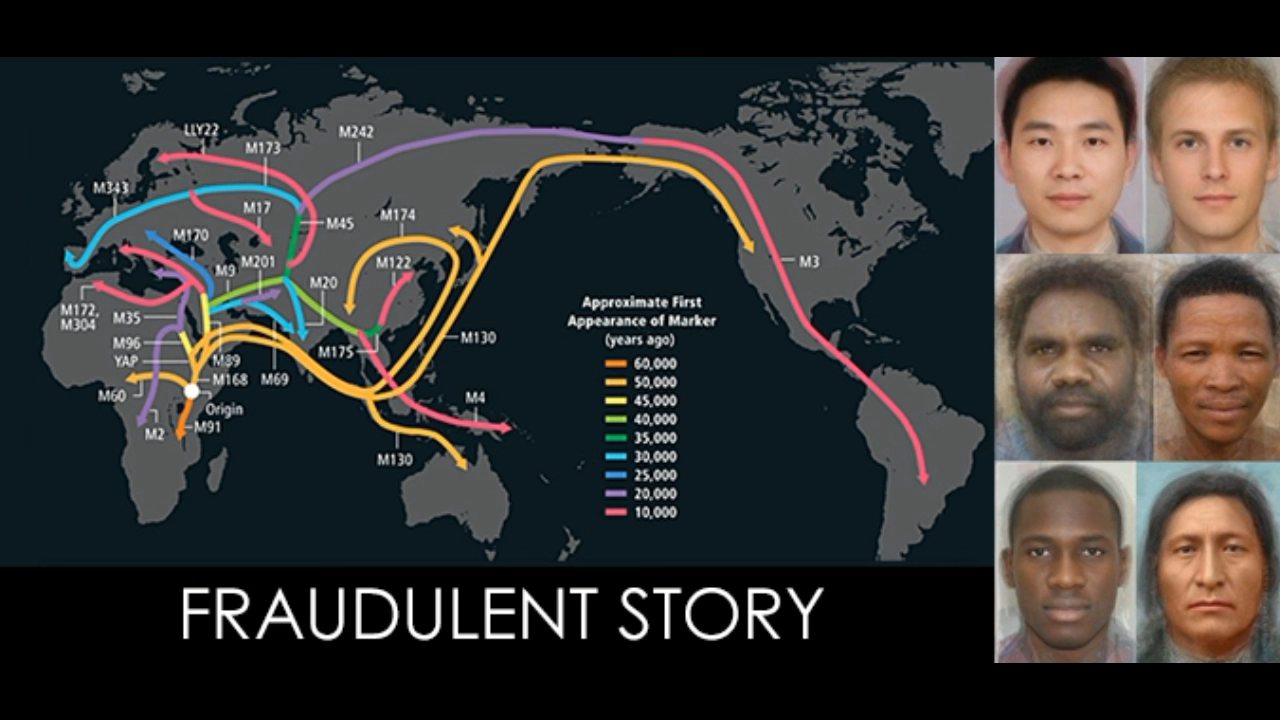 LLY22
M242
M173
M343
M17
M45
M174
M170
M201
M9
M122
M20
M172,
M304
M35
M175
M130
M96
YAP
M89
M168
M69
M60
Origin
M91
M2
M4
M130
M3
Approximate First
Appearance of Marker
(years ago)
60,000
50,000
45,000
40,000
35,000
30,000
25,000
20,000
10,000
FRAUDULENT STORY